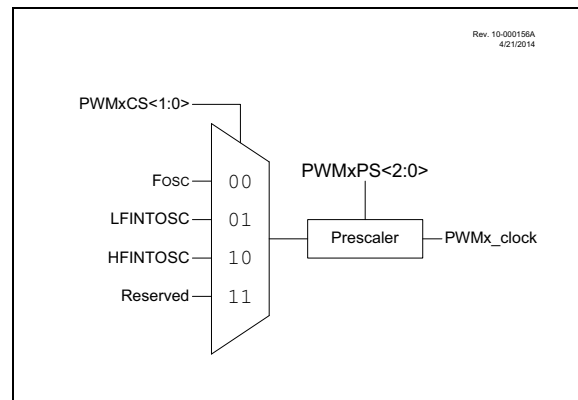 Rev. 10-000156A
4/21/2014
PWMxCS<1:0>
PWMxPS<2:0>
FOSC 00
LFINTOSC 01
HFINTOSC 10
Reserved 11
Prescaler
PWMx_clock